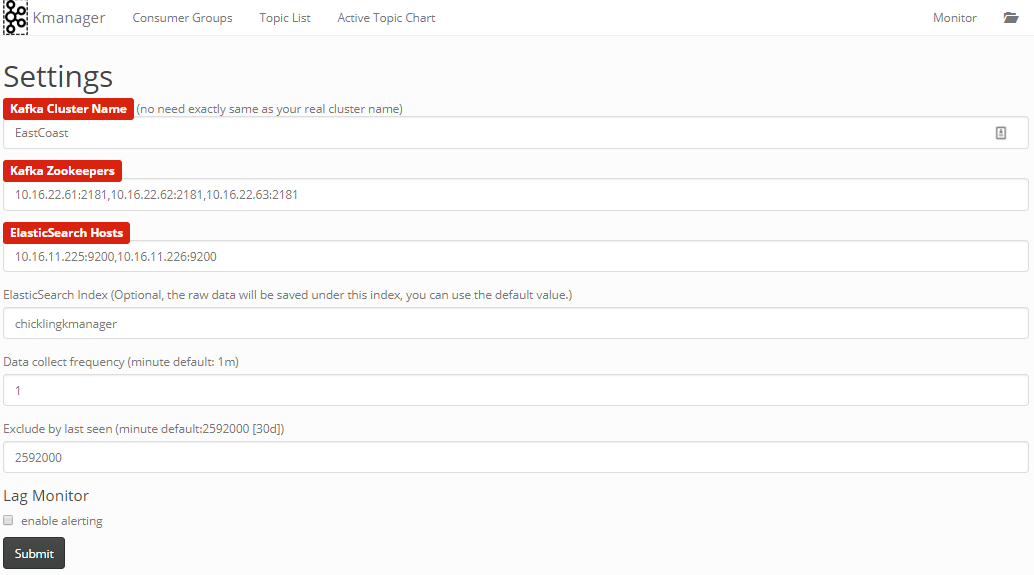 Kmanager Consumer Groups Topic List Active Topic Chart Monitor
Settings
Kafka Cluster Name (no need exactly same as your real cluster name)
EastCoast
Kafka Zookeepers
10.16.22.61:2181,10.16.22.62:2181,10.16.22.63:2181
ElasticSearch Hosts
10.16.11.225:9200,10.16.11.226:9200
ElasticSearch Index (Optional, the raw data will be saved under this index, you can use the default value.)
chicklingkmanager
Data collect frequency (minute default: 1m)
1
Exclude by last seen (minute default:2592000 [30d])
2592000
Lag Monitor
enable alerting
Submit